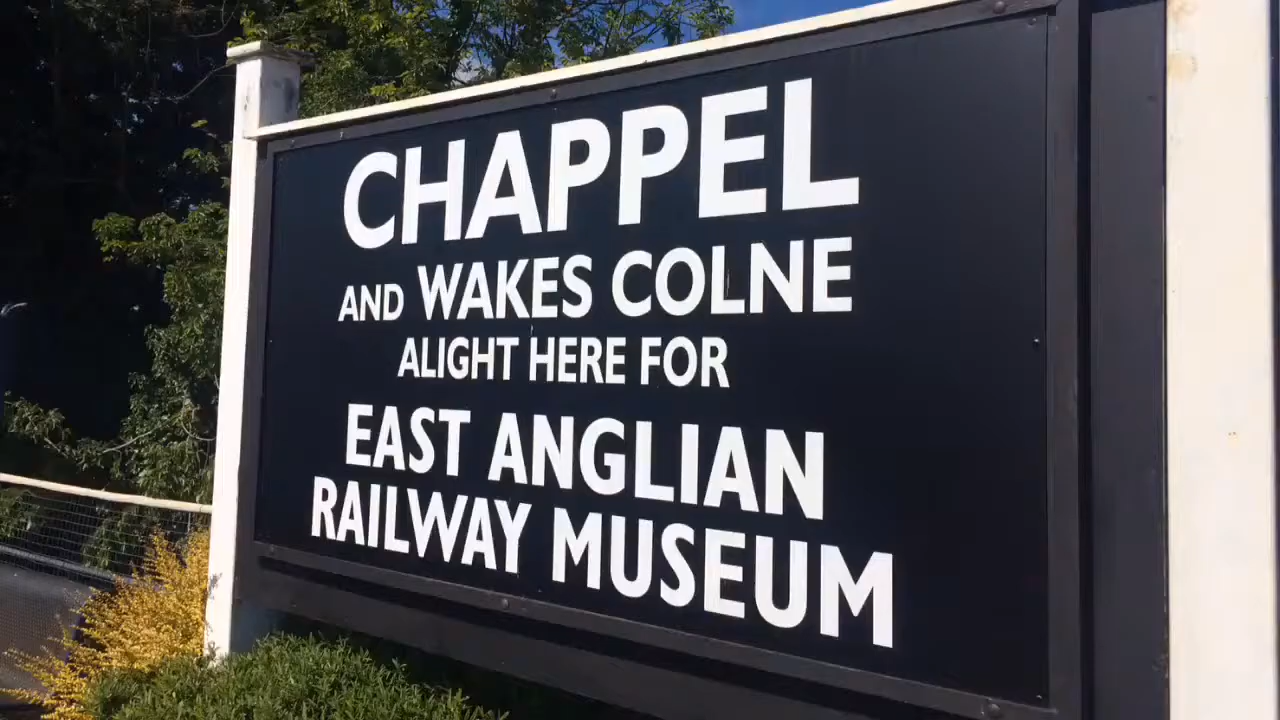 CHAPPEL
AND WAKES COLNE
ALIGHT HERE FOR
EAST ANGLIAN
RAILWAY MUSEUM